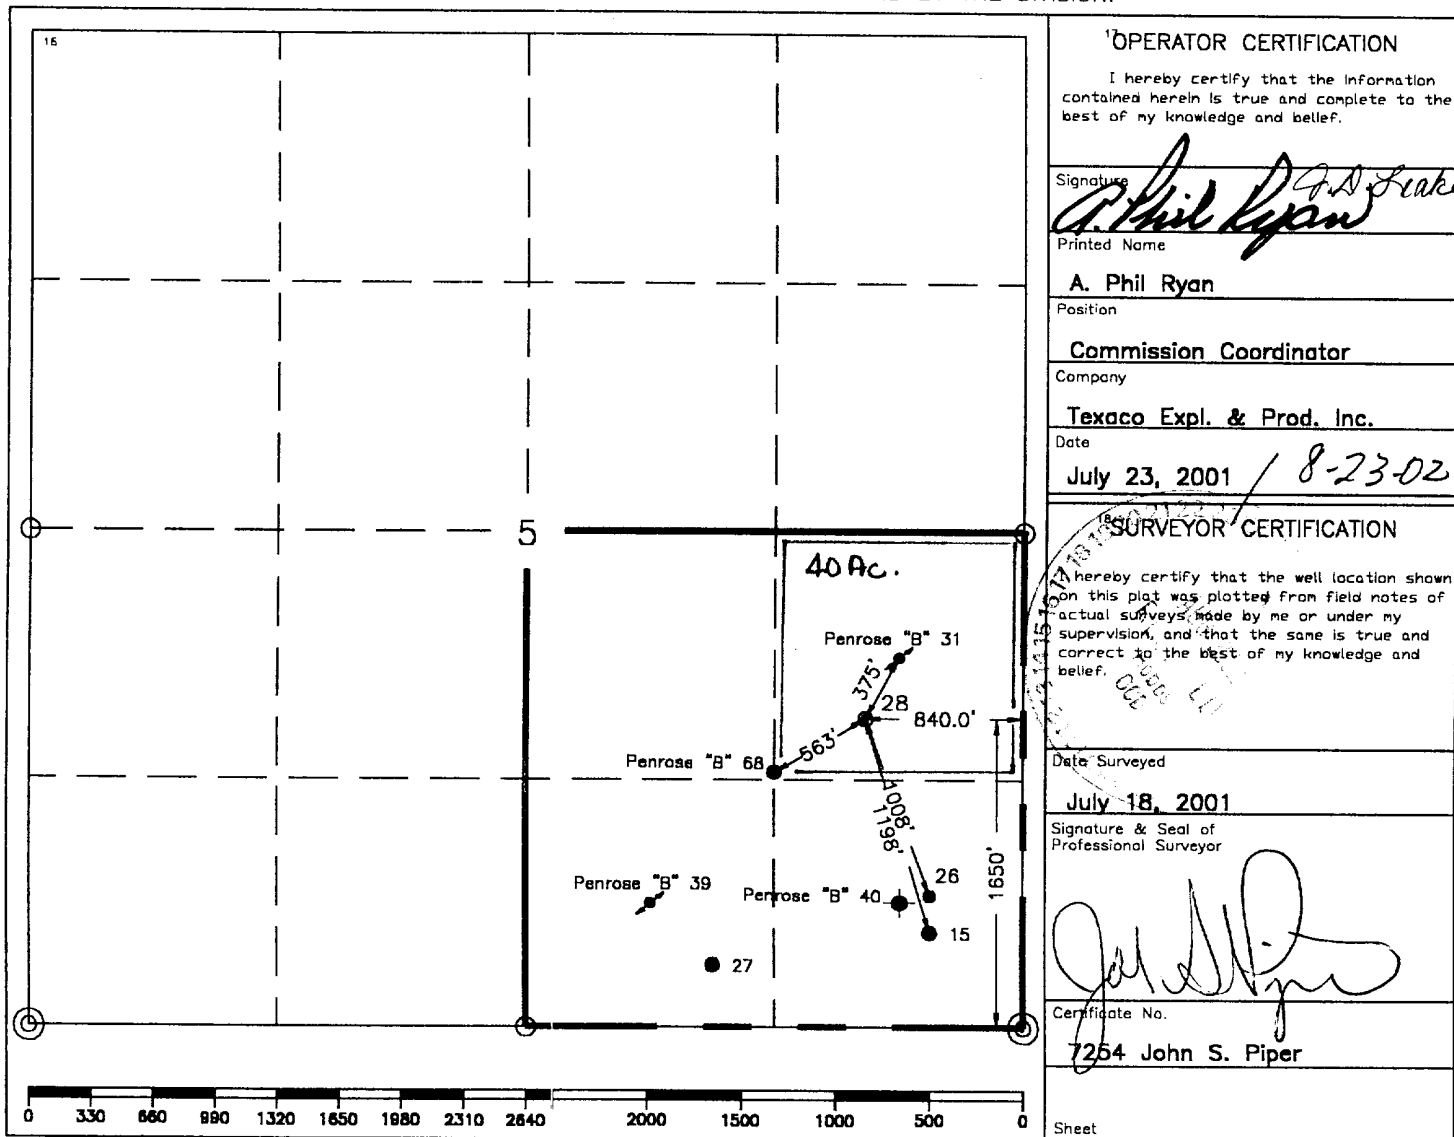 16
5
40 Ac.
Penrose "B" 31
375'
28
840.0'
563'
Penrose "B" 68
1008'
1198'
1650'
Penrose "B" 39
Penrose "B" 40
26
15
27
0 330 660 990 1320 1650 1980 2310 2640 2000 1500 1000 500 0
17 OPERATOR CERTIFICATION
I hereby certify that the information
contained herein is true and complete to the
best of my knowledge and belief.
Signature
A. Phil Ryan J.D. Leake
Printed Name
A. Phil Ryan
Position
Commission Coordinator
Company
Texaco Expl. & Prod. Inc.
Date
July 23, 2001 / 8-23-02
18 SURVEYOR CERTIFICATION
I hereby certify that the well location shown
on this plat was plotted from field notes of
actual surveys made by me or under my
supervision, and that the same is true and
correct to the best of my knowledge and
belief.
Date Surveyed
July 18, 2001
Signature & Seal of
Professional Surveyor
John S. Piper
Certificate No.
7254 John S. Piper
Sheet